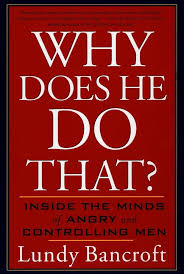 WHY
DOES HE
DO
THAT?
INSIDE THE MINDS
of ANGRY and
CONTROLLING MEN
Lundy Bancroft